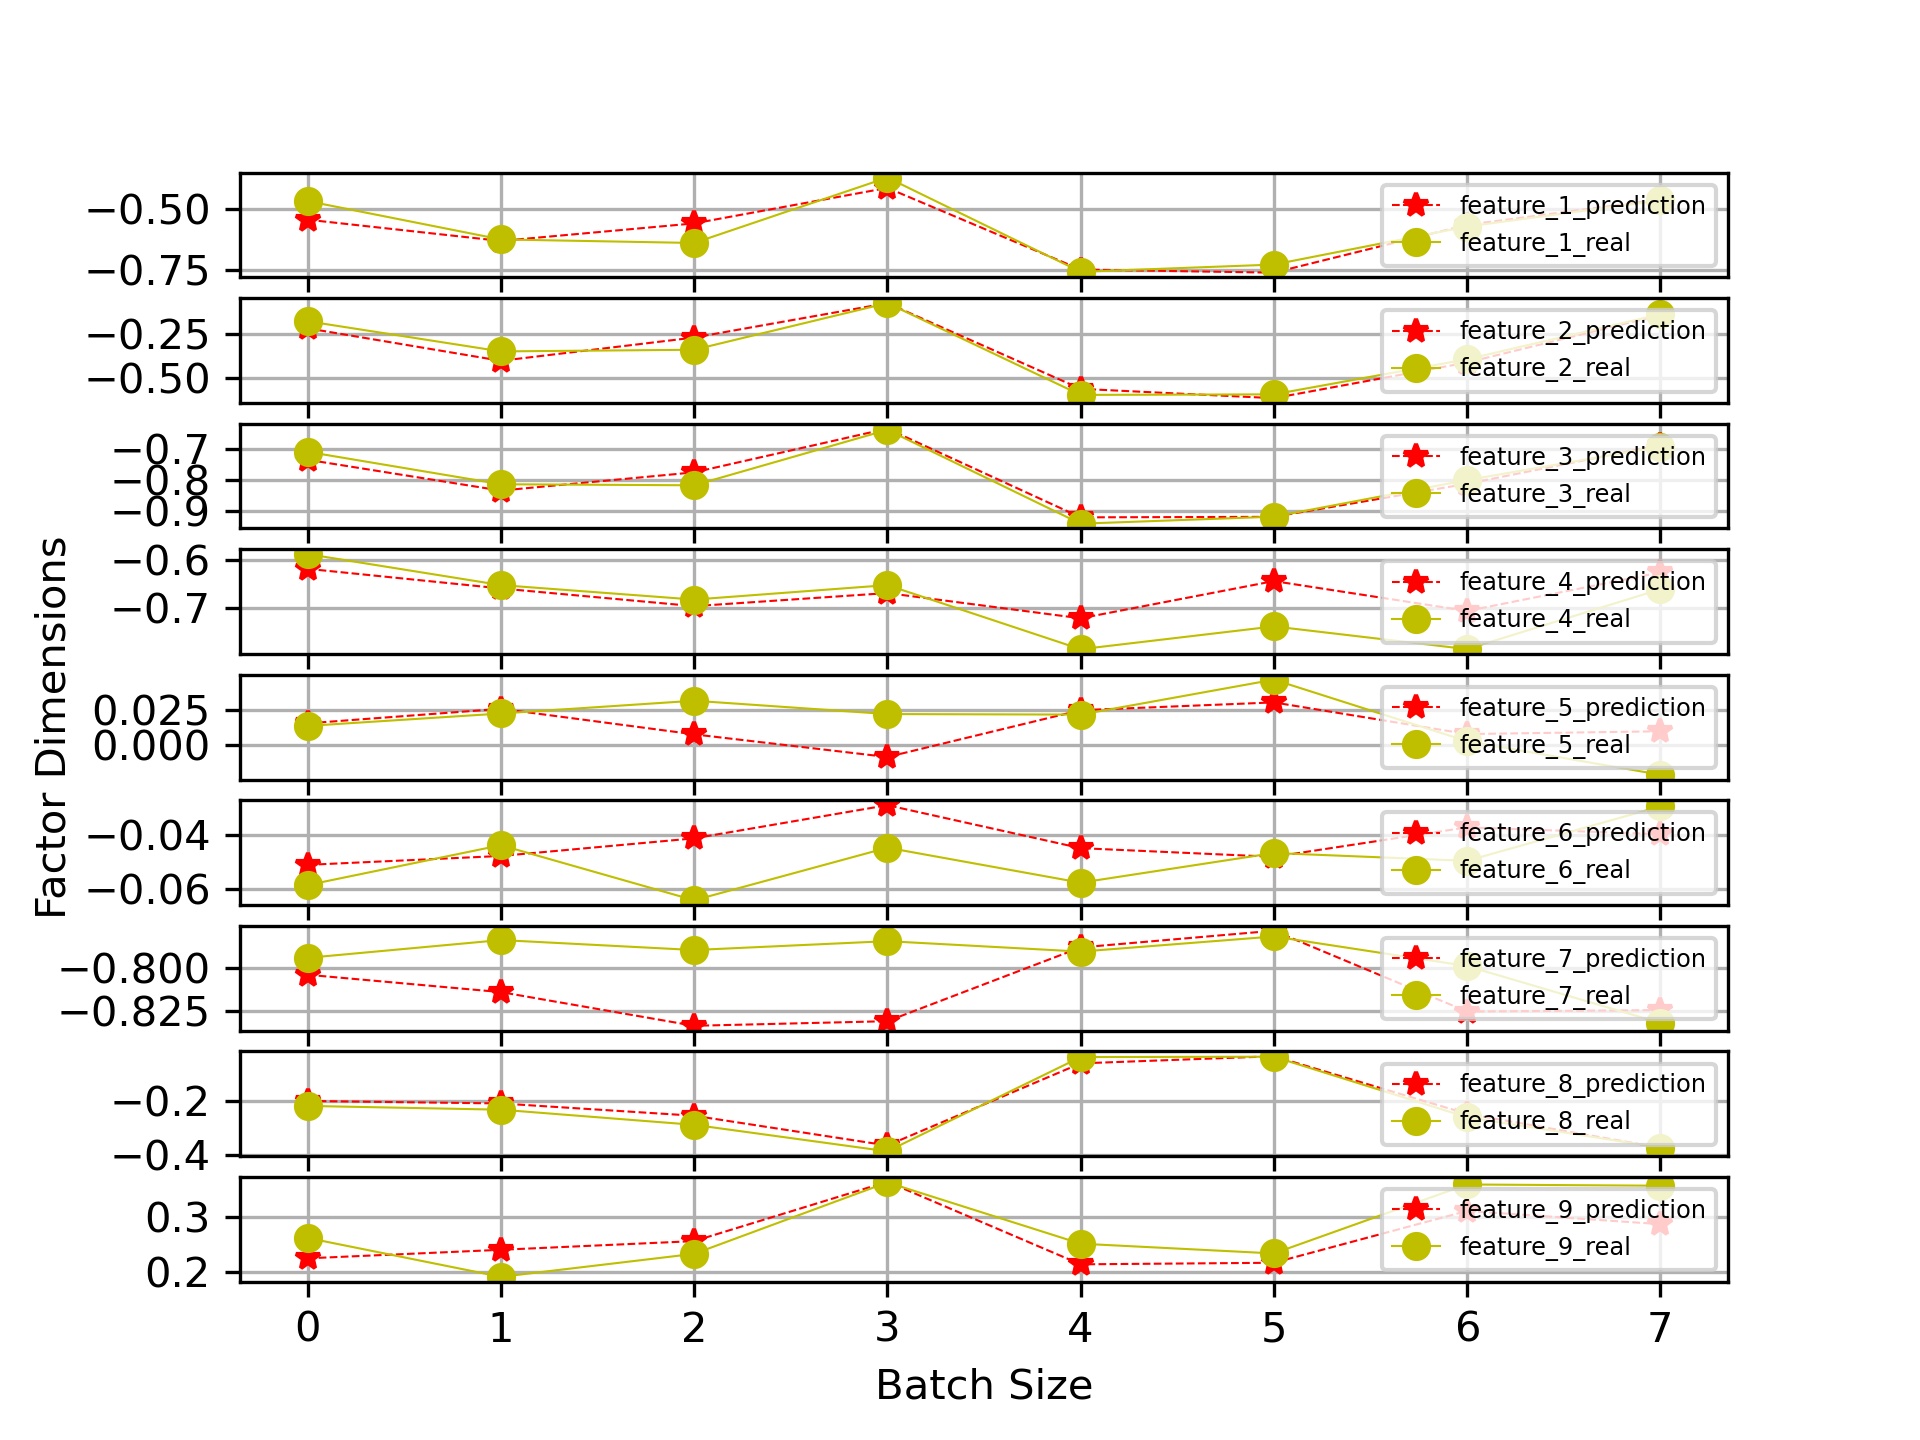 −0.50
−0.75
feature_1_prediction
feature_1_real
−0.25
−0.50
feature_2_prediction
feature_2_real
−0.7
−0.8
−0.9
feature_3_prediction
feature_3_real
−0.6
−0.7
feature_4_prediction
feature_4_real
0.025
0.000
feature_5_prediction
feature_5_real
−0.04
−0.06
feature_6_prediction
feature_6_real
−0.800
−0.825
feature_7_prediction
feature_7_real
−0.2
−0.4
feature_8_prediction
feature_8_real
0.3
0.2
feature_9_prediction
feature_9_real
0 1 2 3 4 5 6 7
Batch Size
Factor Dimensions